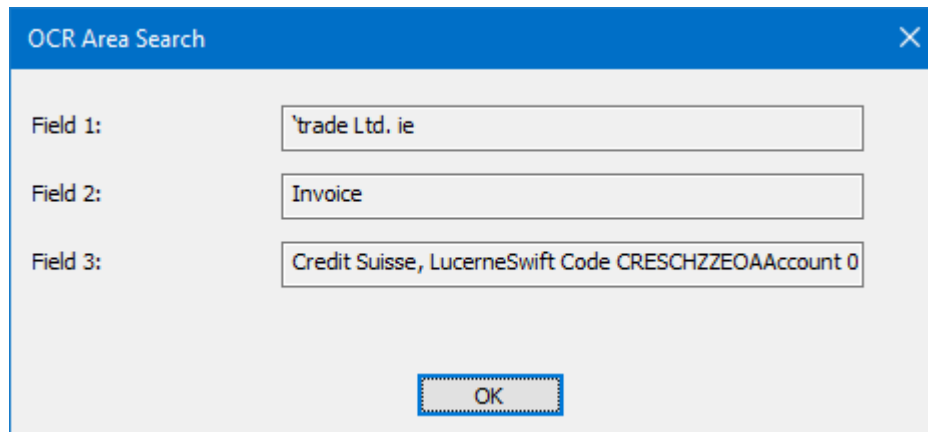 OCR Area Search
Field 1: `trade Ltd. ie
Field 2: Invoice
Field 3: Credit Suisse, LucerneSwift Code CRESCHZZEOAAccount 0
OK